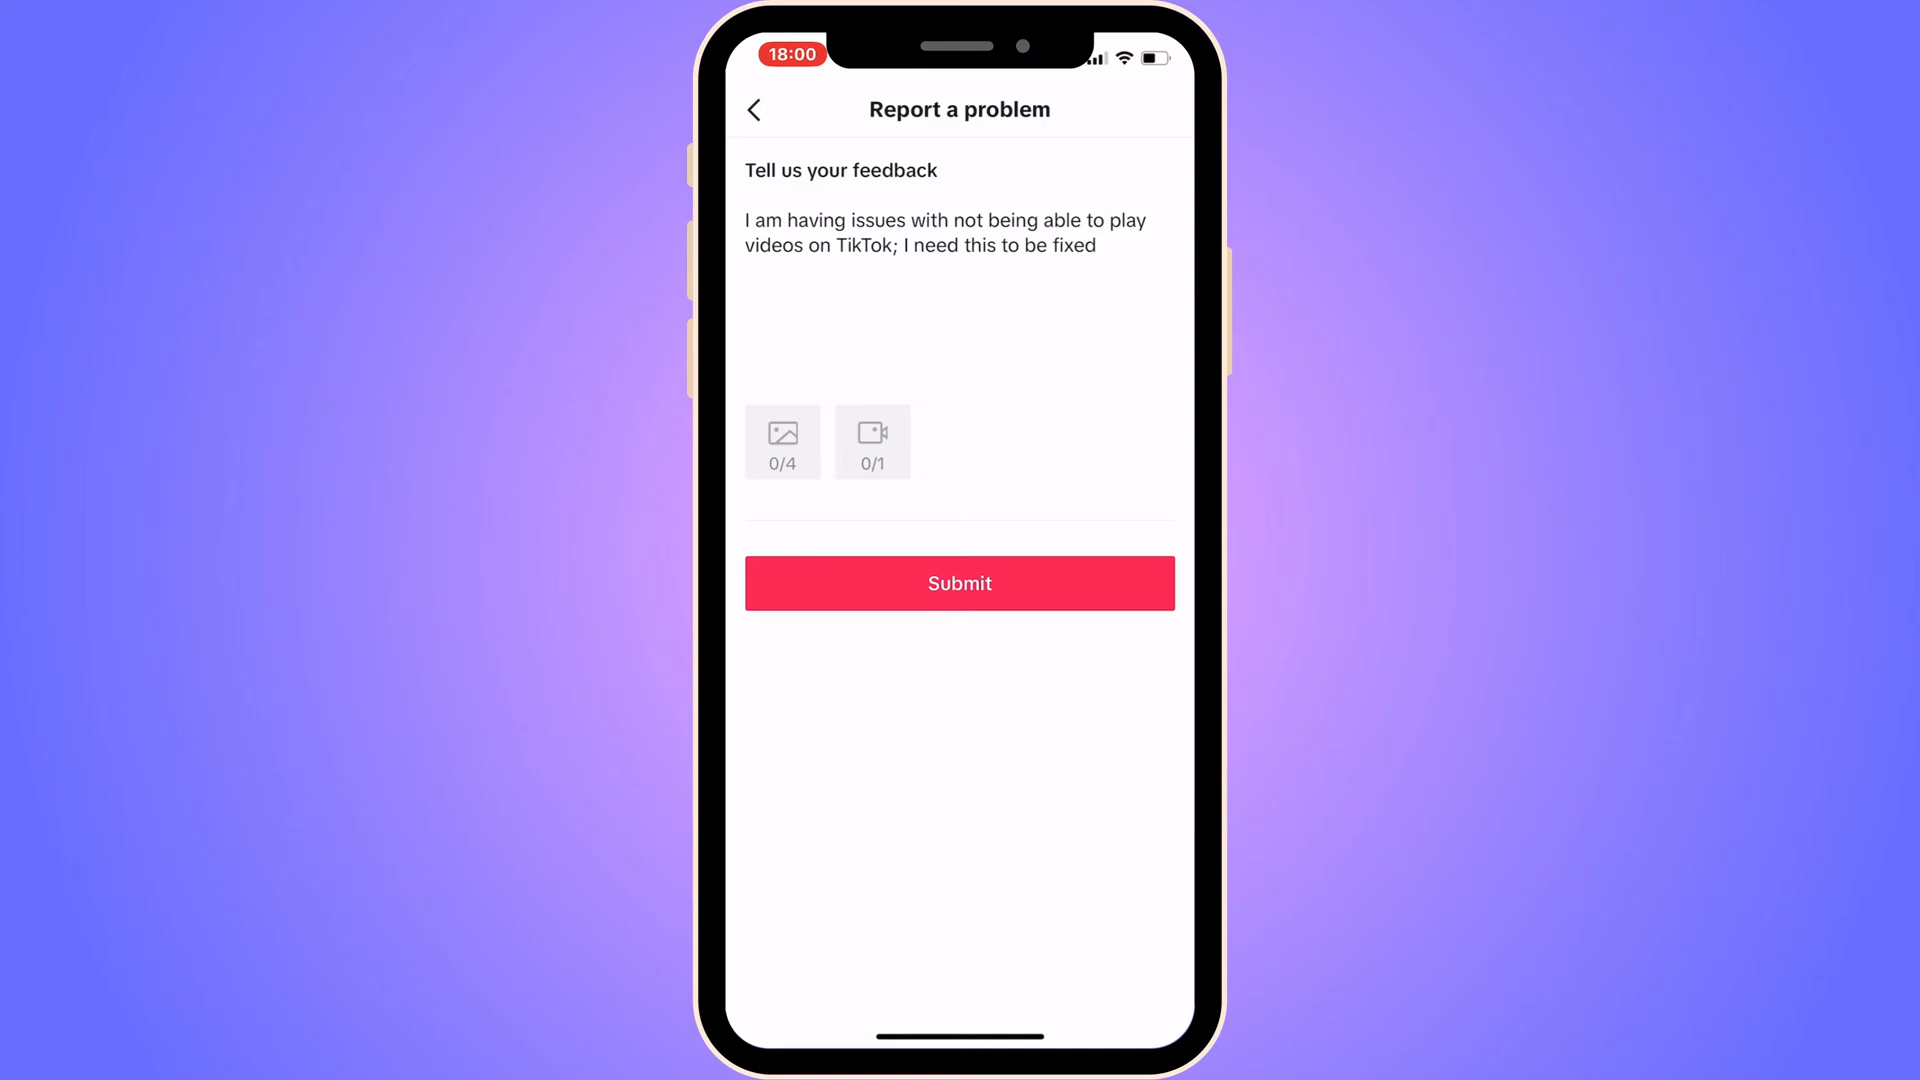 18:00
Report a problem
Tell us your feedback
I am having issues with not being able to play
videos on TikTok; I need this to be fixed
0/4
0/1
Submit